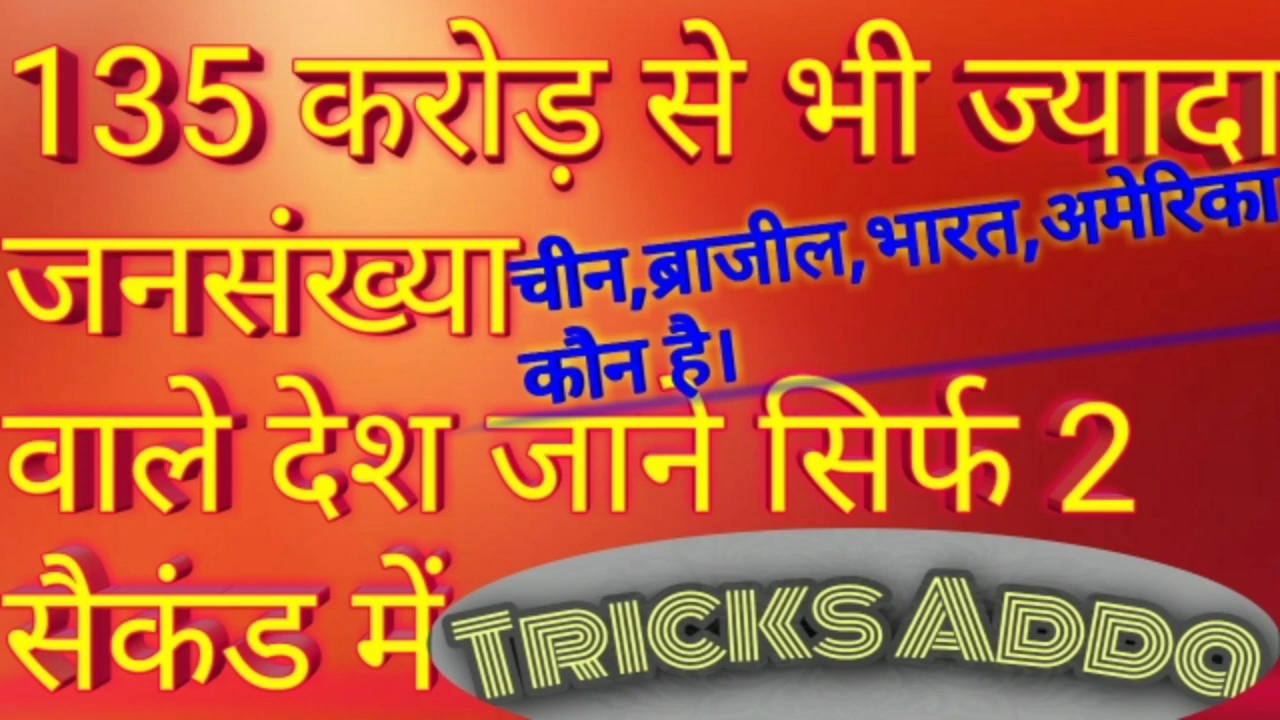 135 करोड़ से भी ज्यादा
जनसंख्या
चीन,ब्राजील,भारत,अमेरिका
कौन है।
वाले देश जाने सिर्फ 2
सैकंड में
TRICKS ADDA